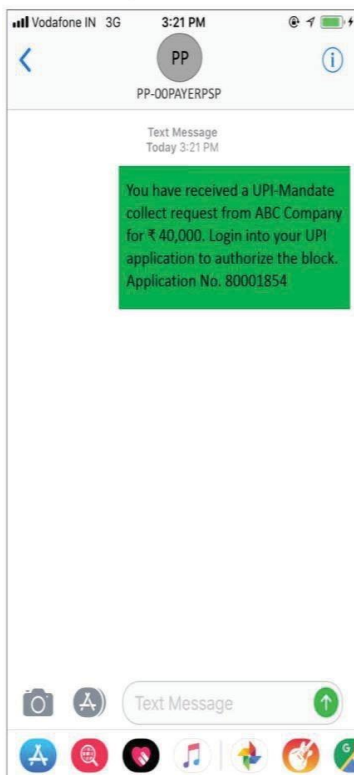 Vodafone IN 3G 3:21 PM
PP
PP-OOPAYERPSP
Text Message
Today 3:21 PM
You have received a UPI-Mandate
collect request from ABC Company
for ₹ 40,000. Login into your UPI
application to authorize the block.
Application No. 80001854
Text Message